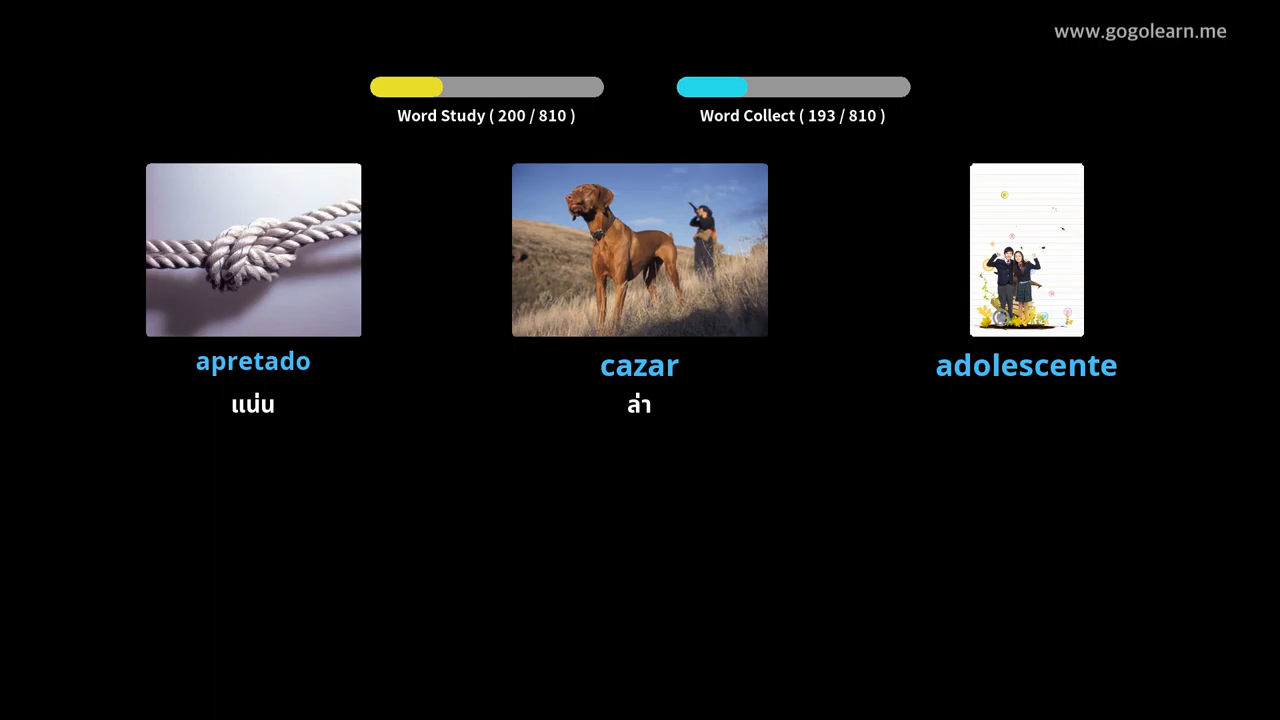 www.gogolearn.me
Word Study ( 200 / 810 )
Word Collect ( 193 / 810 )
apretado
cazar
adolescente
แน่น
ล่า